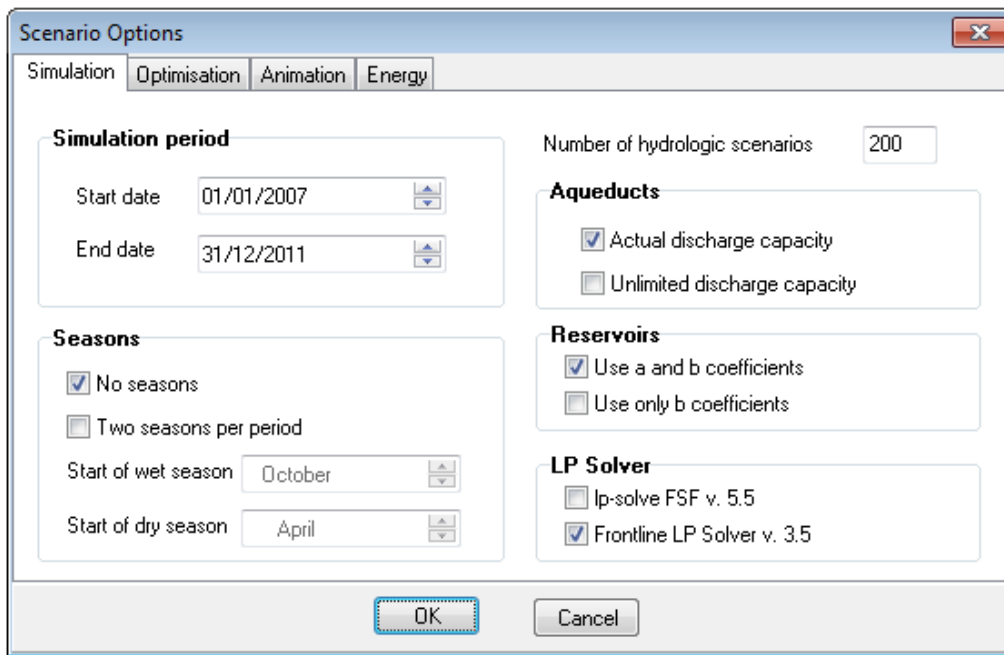 Scenario Options
Simulation Optimisation Animation Energy
Simulation period
Start date 01/01/2007
End date 31/12/2011
Seasons
No seasons
Two seasons per period
Start of wet season October
Start of dry season April
Number of hydrologic scenarios 200
Aqueducts
Actual discharge capacity
Unlimited discharge capacity
Reservoirs
Use a and b coefficients
Use only b coefficients
LP Solver
lp-solve FSF v. 5.5
Frontline LP Solver v. 3.5
OK Cancel